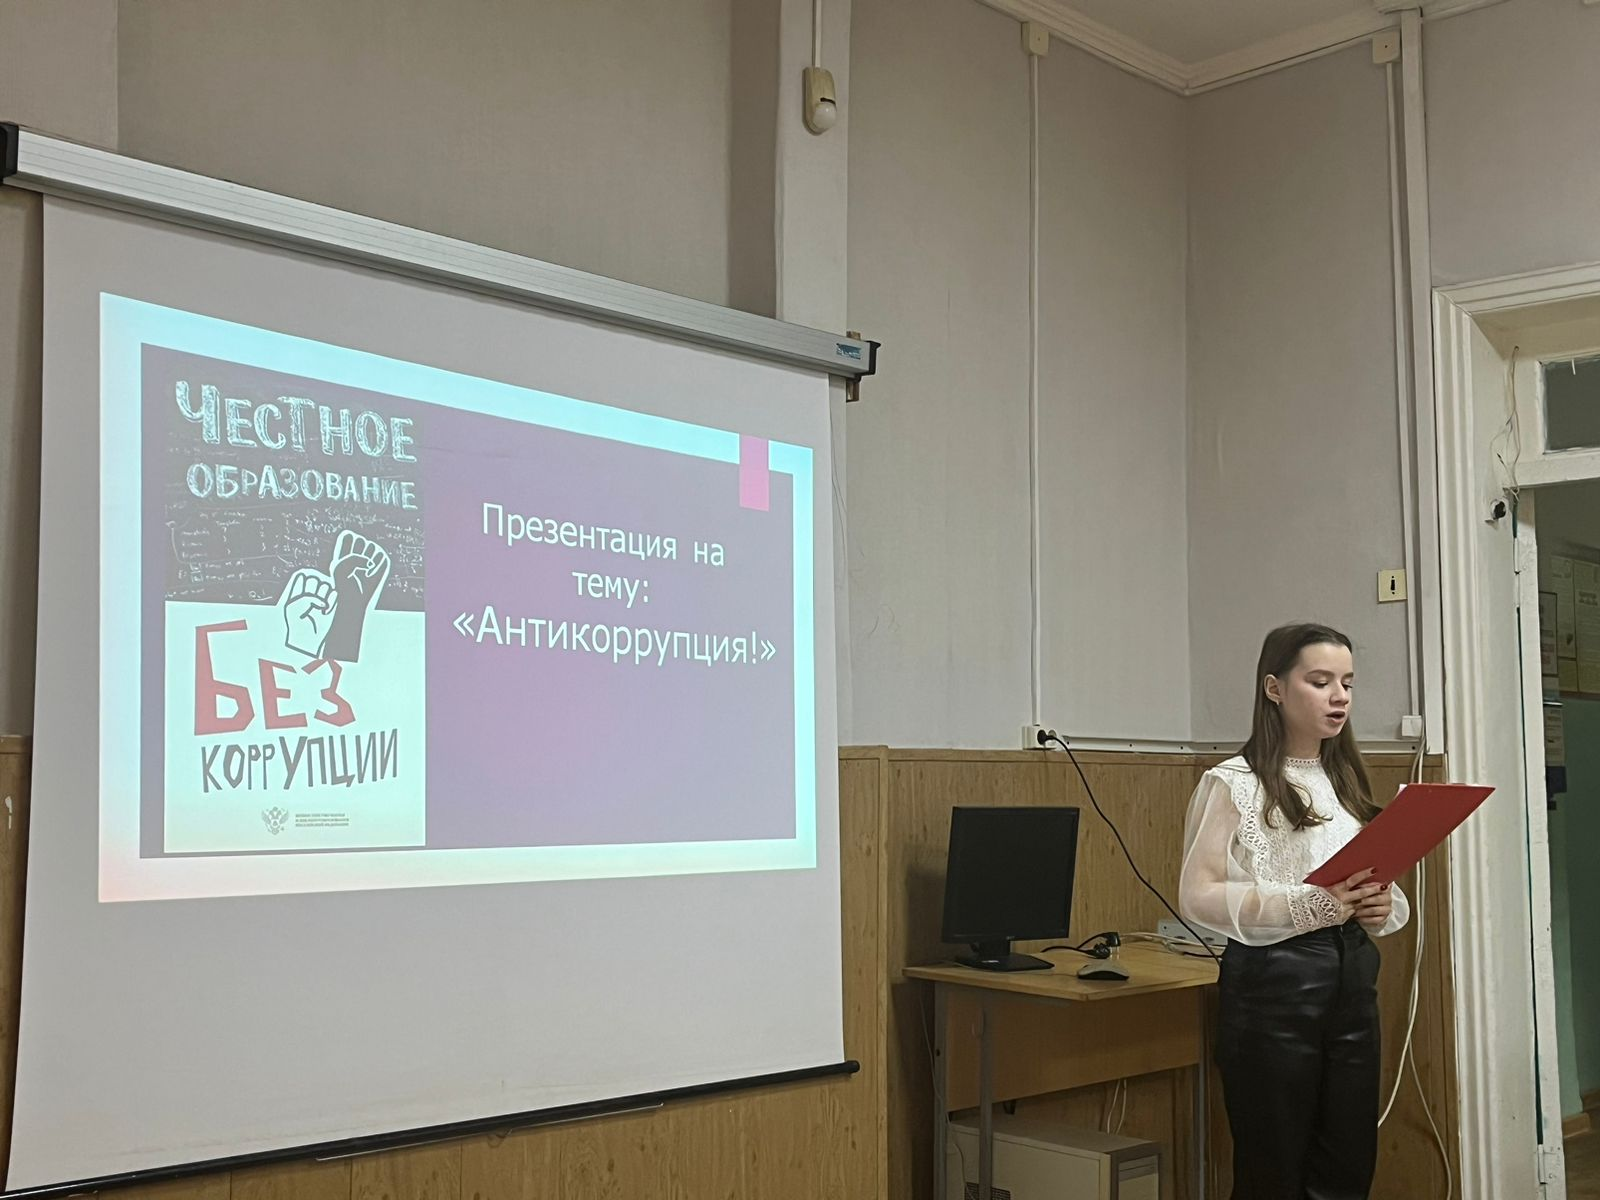 ЧЕСТНОЕ
ОБРАЗОВАНИЕ
БЕЗ
КОРРУПЦИИ
Презентация на
тему:
«Антикоррупция!»